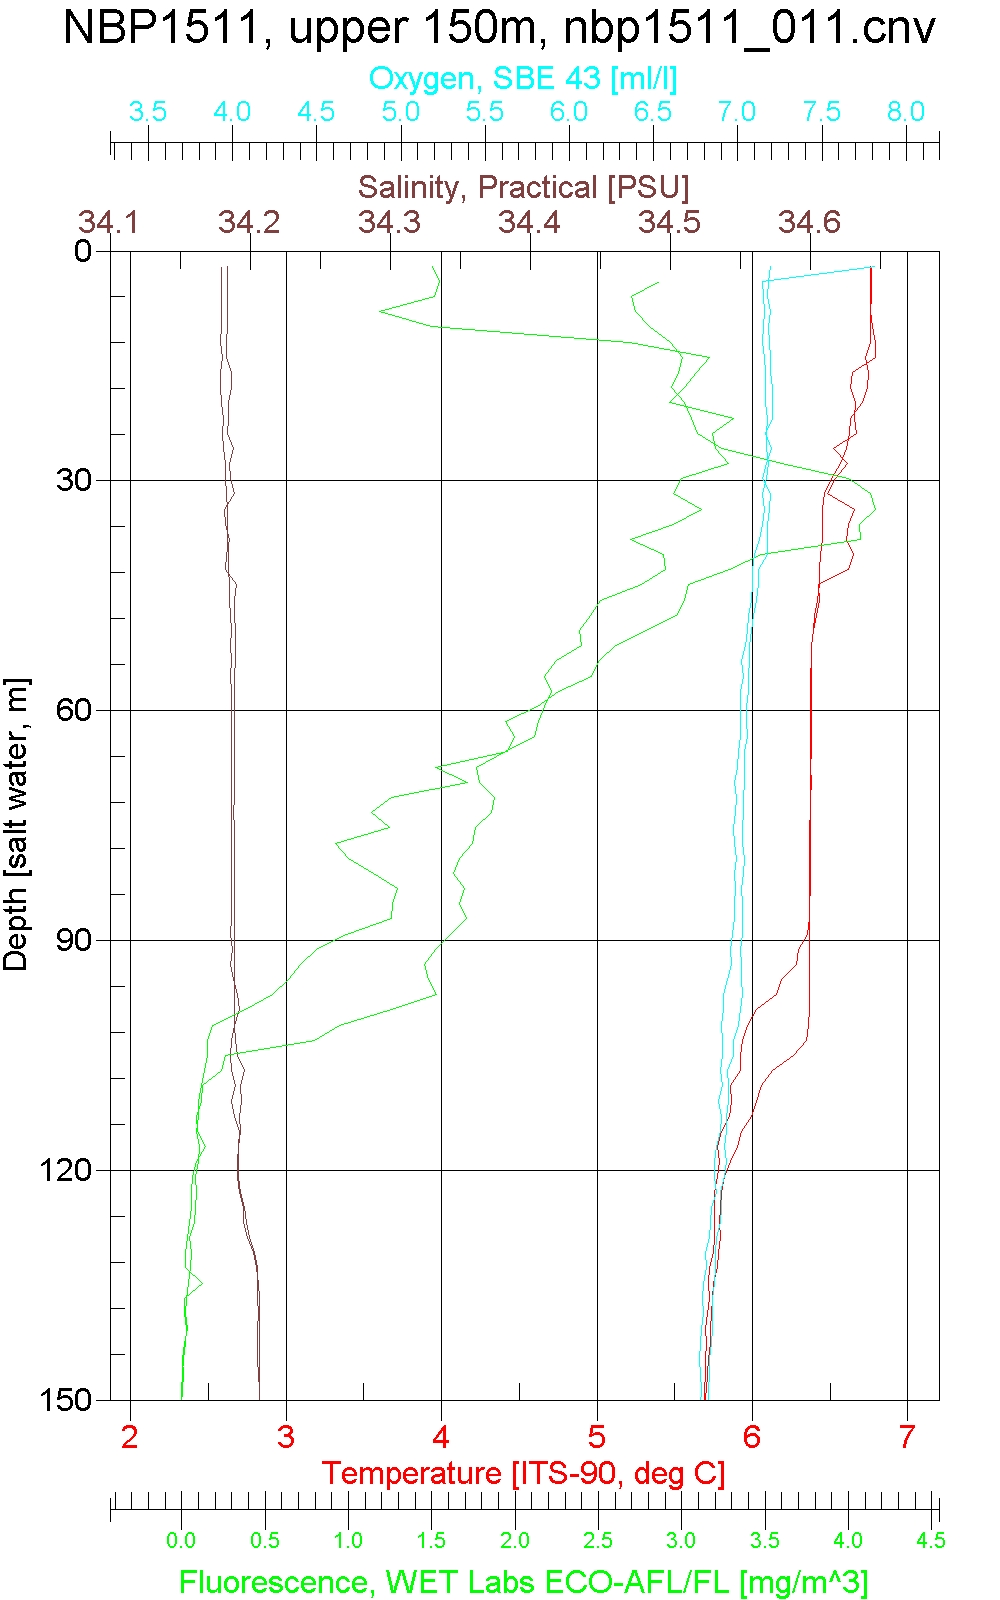 NBP1511, upper 150m, nbp1511_011.cnv
Oxygen, SBE 43 [ml/l]
3.5 4.0 4.5 5.0 5.5 6.0 6.5 7.0 7.5 8.0
Salinity, Practical [PSU]
34.1 34.2 34.3 34.4 34.5 34.6
0
30
60
90
120
150
Depth [salt water, m]
2 3 4 5 6 7
Temperature [ITS-90, deg C]
0.0 0.5 1.0 1.5 2.0 2.5 3.0 3.5 4.0 4.5
Fluorescence, WET Labs ECO-AFL/FL [mg/m^3]